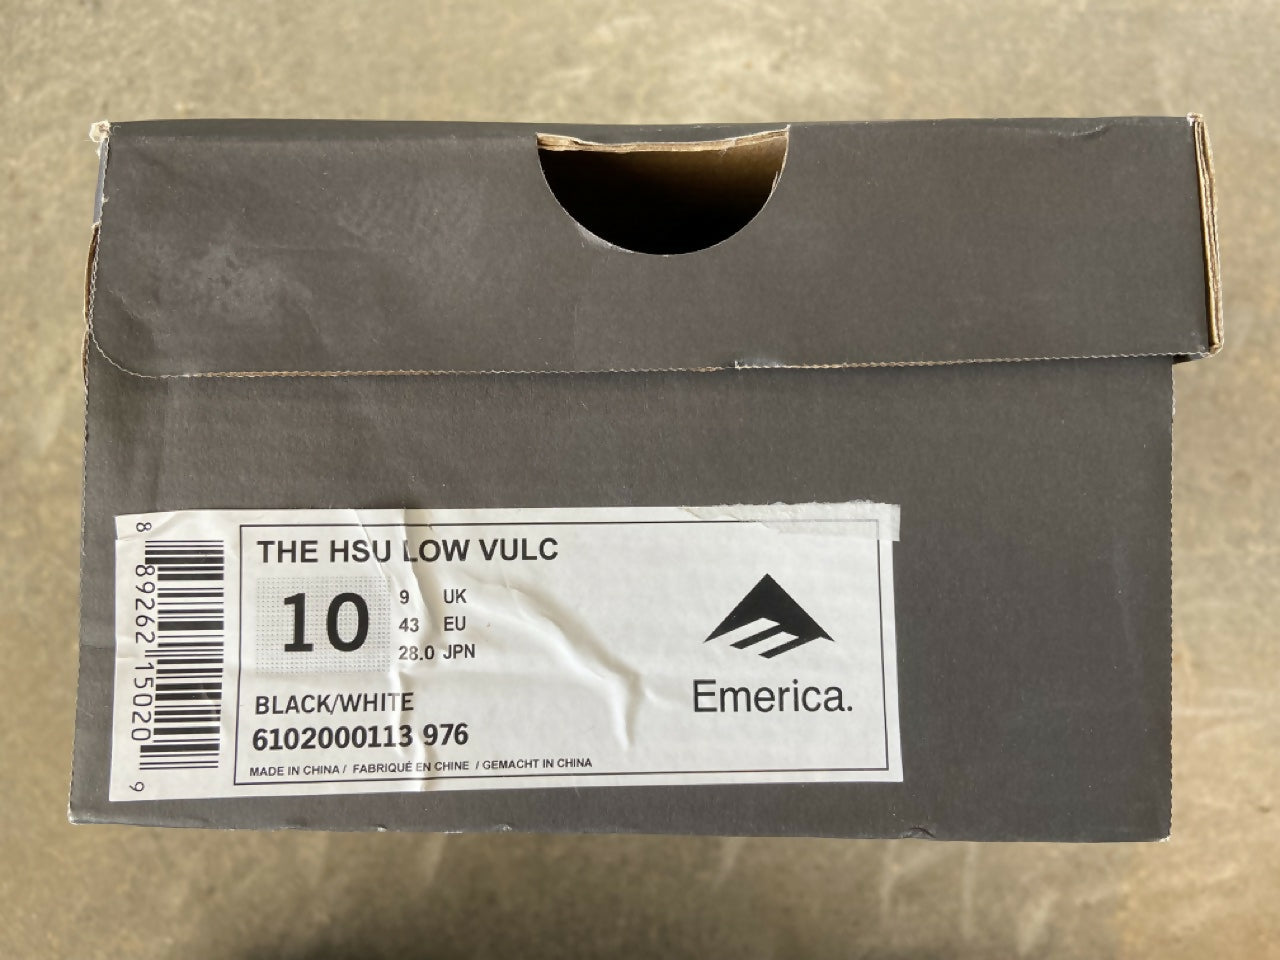 THE HSU LOW VULC
10
9 UK
43 EU
28.0 JPN
BLACK/WHITE
6102000113 976
MADE IN CHINA / FABRIQUÉ EN CHINE / GEMACHT IN CHINA
Emerica.
8 89262 15020 9